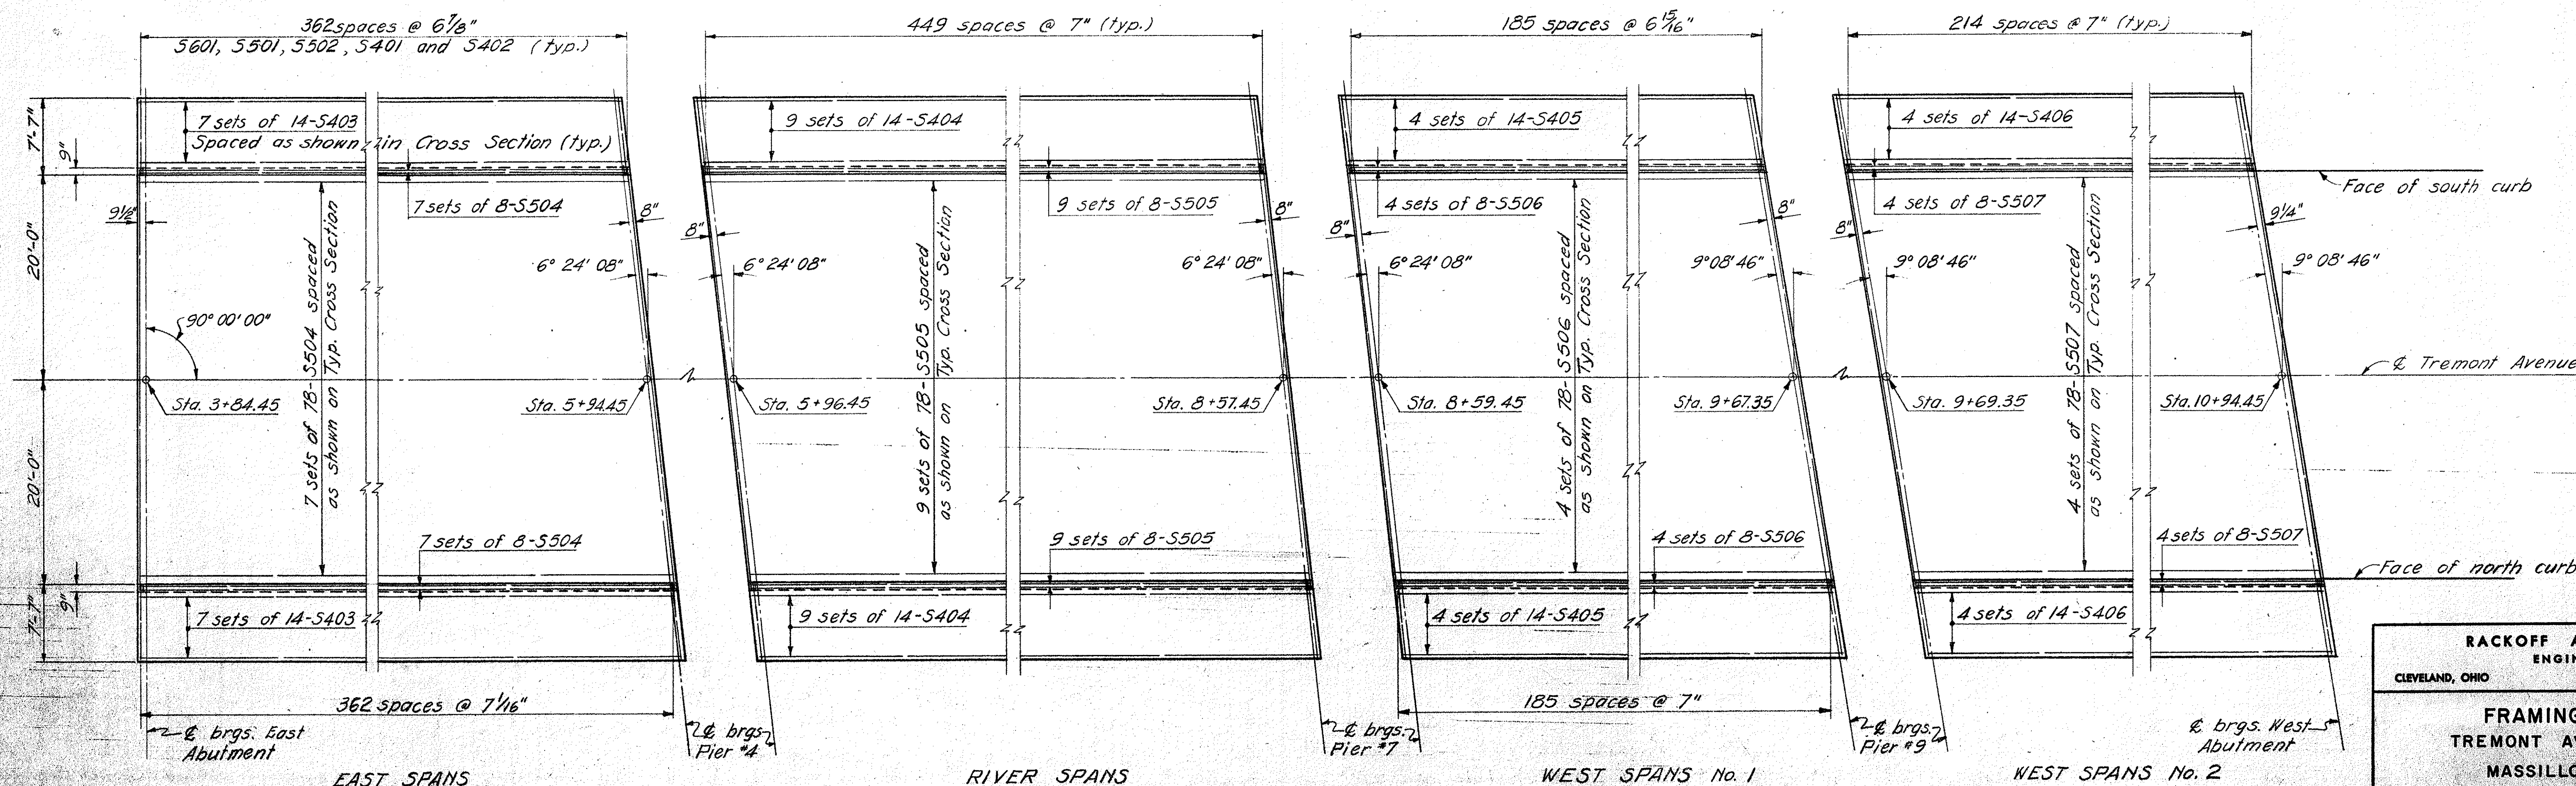 362 spaces @ 6 7/8"
S601, S501, S502, S401 and S402 (typ.)
449 spaces @ 7" (typ.)
185 spaces @ 6 15/16"
214 spaces @ 7" (typ.)
7'-7"
9"
20'-0"
20'-0"
9"
7'-7"
7 sets of 14-S403
Spaced as shown in Cross Section (typ.)
7 sets of 8-S504
9½"
8"
6° 24' 08"
90° 00' 00"
7 sets of 78-S504 spaced
as shown on Typ. Cross Section
Sta. 3+84.45
Sta. 5+94.45
7 sets of 8-S504
7 sets of 14-S403
362 spaces @ 7 1/16"
℄ brgs. East
Abutment
EAST SPANS
9 sets of 14-S404
9 sets of 8-S505
8"
8"
6° 24' 08"
6° 24' 08"
9 sets of 78-S505 spaced
as shown on Typ. Cross Section
Sta. 5+96.45
Sta. 8+57.45
9 sets of 8-S505
9 sets of 14-S404
℄ brgs.
Pier #4
RIVER SPANS
4 sets of 14-S405
4 sets of 8-S506
8"
8"
6° 24' 08"
9° 08' 46"
4 sets of 78-S506 spaced
as shown on Typ. Cross Section
Sta. 8+59.45
Sta. 9+67.35
4 sets of 8-S506
4 sets of 14-S405
185 spaces @ 7"
℄ brgs.
Pier #7
WEST SPANS No. 1
4 sets of 14-S406
4 sets of 8-S507
8"
9¼"
9° 08' 46"
9° 08' 46"
4 sets of 78-S507 spaced
as shown on Typ. Cross Section
Sta. 9+69.35
Sta. 10+94.45
4 sets of 8-S507
4 sets of 14-S406
℄ brgs.
Pier #9
℄ brgs. West
Abutment
WEST SPANS No. 2
Face of south curb
℄ Tremont Avenue
Face of north curb
RACKOFF
ENGIN
CLEVELAND, OHIO
FRAMING
TREMONT AV
MASSILLO